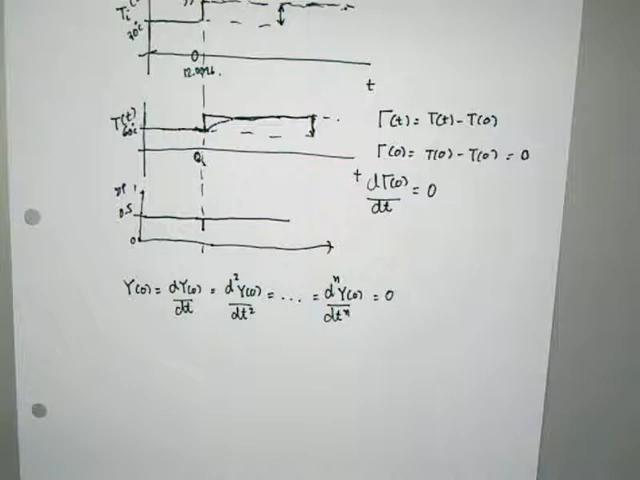 Ti
0
t
T(t)
Γ(t) = T(t) - T(0)
Γ(0) = T(0) - T(0) = 0
t
dΓ(0)/dt = 0
0
0.5
0
Y(0) = dY(0)/dt = d²Y(0)/dt² = .... = dⁿY(0)/dtⁿ = 0